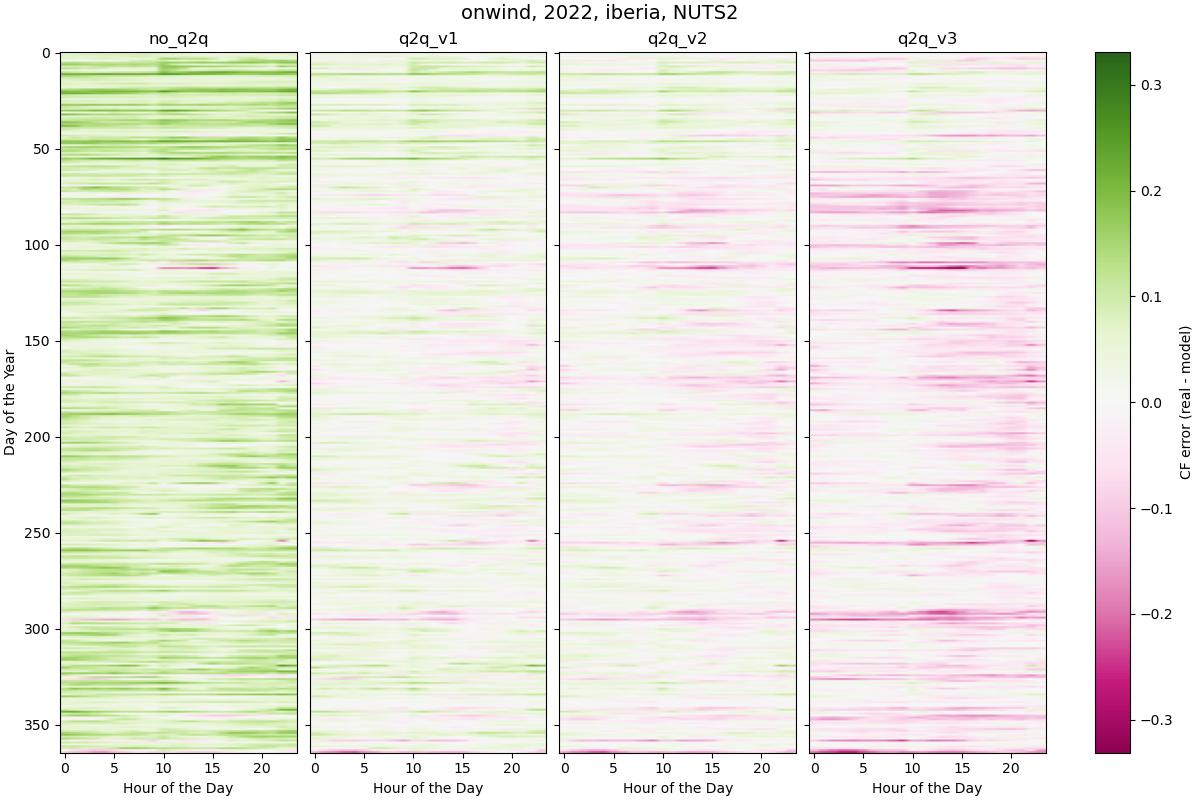 onwind, 2022, iberia, NUTS2
no_q2q
q2q_v1
q2q_v2
q2q_v3
Day of the Year
0
50
100
150
200
250
300
350
0 5 10 15 20
0 5 10 15 20
0 5 10 15 20
0 5 10 15 20
Hour of the Day
Hour of the Day
Hour of the Day
Hour of the Day
0.3
0.2
0.1
0.0
−0.1
−0.2
−0.3
CF error (real - model)